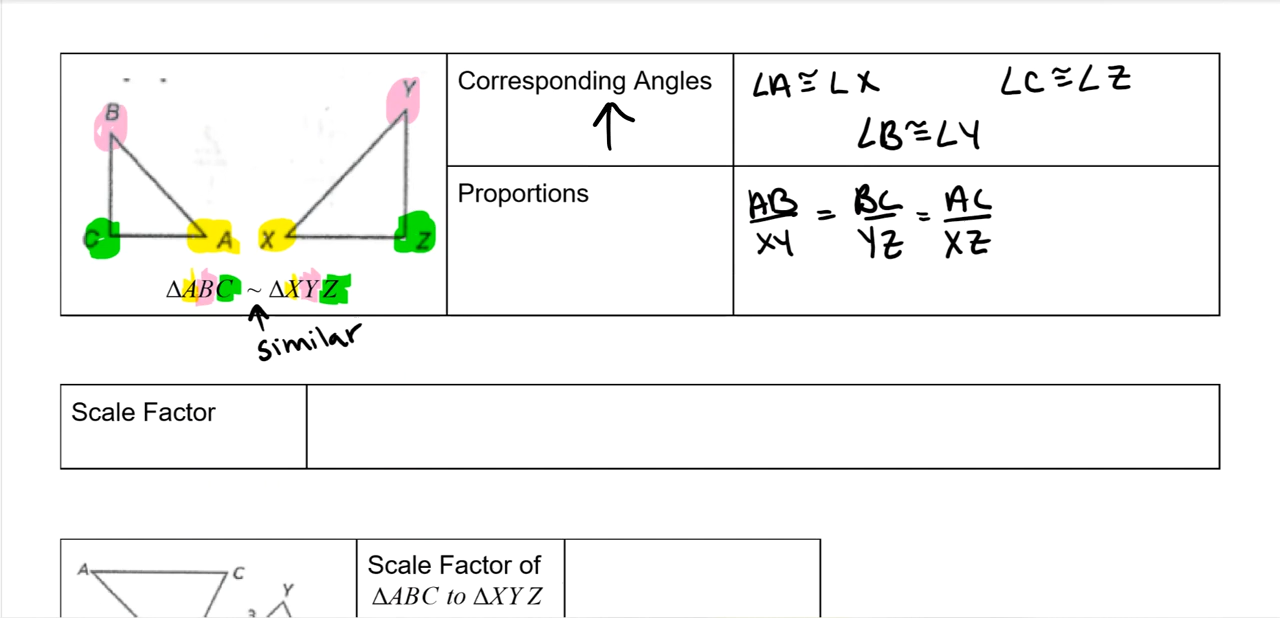 B
Y
C
A
X
Z
ΔABC ~ ΔXYZ
similar
Corresponding Angles
∠A ≅ ∠X ∠C ≅ ∠Z
∠B ≅ ∠Y
Proportions
AB/XY = BC/YZ = AC/XZ
Scale Factor
A
C
Y
3
Scale Factor of
ΔABC to ΔXYZ